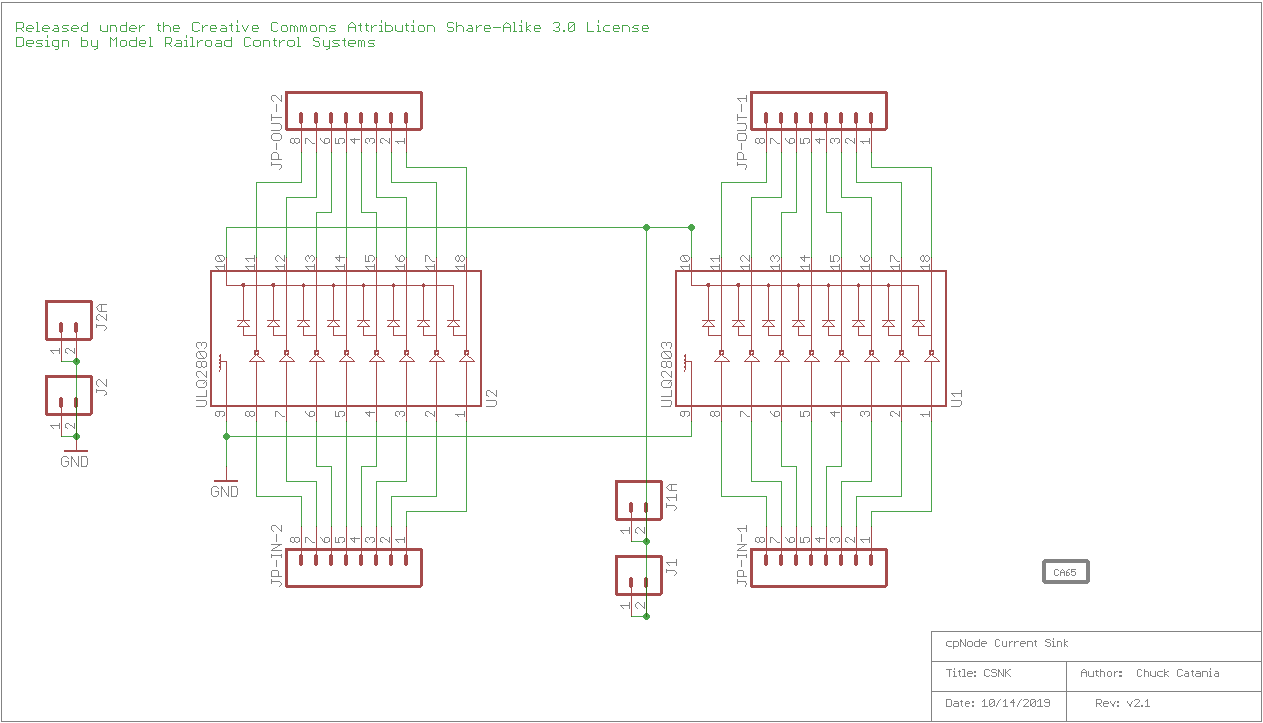 Released under the Creative Commons Attribution Share-Alike 3.0 License
Design by Model Railroad Control Systems
JP-OUT-2
8 7 6 5 4 3 2 1
JP-OUT-1
8 7 6 5 4 3 2 1
10 11 12 13 14 15 16 17 18
10 11 12 13 14 15 16 17 18
J2A
1 2
J2
1 2
GND
ULQ2803
U2
9 8 7 6 5 4 3 2 1
ULQ2803
U1
9 8 7 6 5 4 3 2 1
GND
J1A
1 2
J1
1 2
JP-IN-2
8 7 6 5 4 3 2 1
JP-IN-1
8 7 6 5 4 3 2 1
CA65
cpNode Current Sink
Title: CSNK
Author: Chuck Catania
Date: 10/14/2019
Rev: v2.1